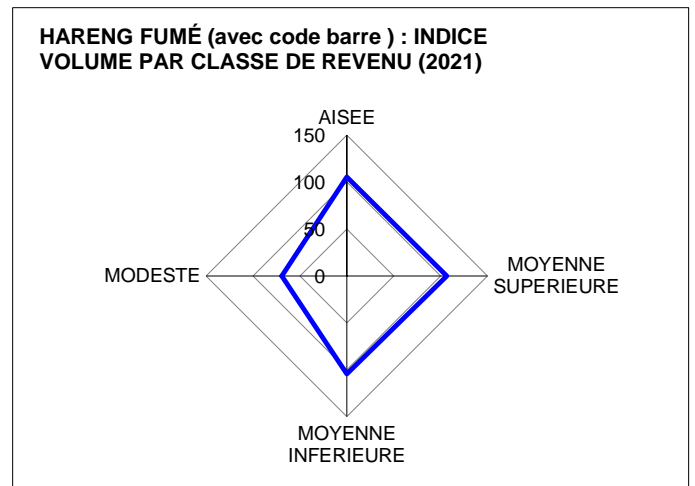 HARENG FUMÉ (avec code barre ) : INDICE
VOLUME PAR CLASSE DE REVENU (2021)
AISEE
150
100
50
0
MODESTE
MOYENNE
SUPERIEURE
MOYENNE
INFERIEURE